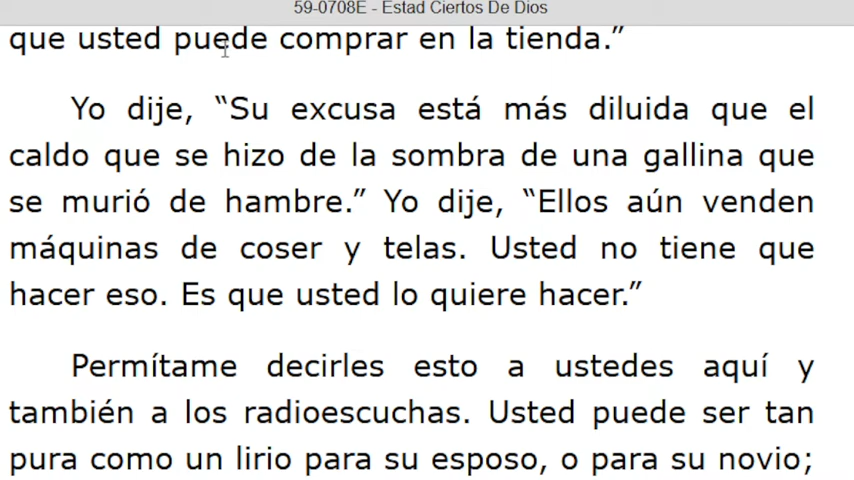 59-0708E - Estad Ciertos De Dios
que usted puede comprar en la tienda.”
Yo dije, “Su excusa está más diluida que el
caldo que se hizo de la sombra de una gallina que
se murió de hambre.” Yo dije, “Ellos aún venden
máquinas de coser y telas. Usted no tiene que
hacer eso. Es que usted lo quiere hacer.”
Permítame decirles esto a ustedes aquí y
también a los radioescuchas. Usted puede ser tan
pura como un lirio para su esposo, o para su novio;